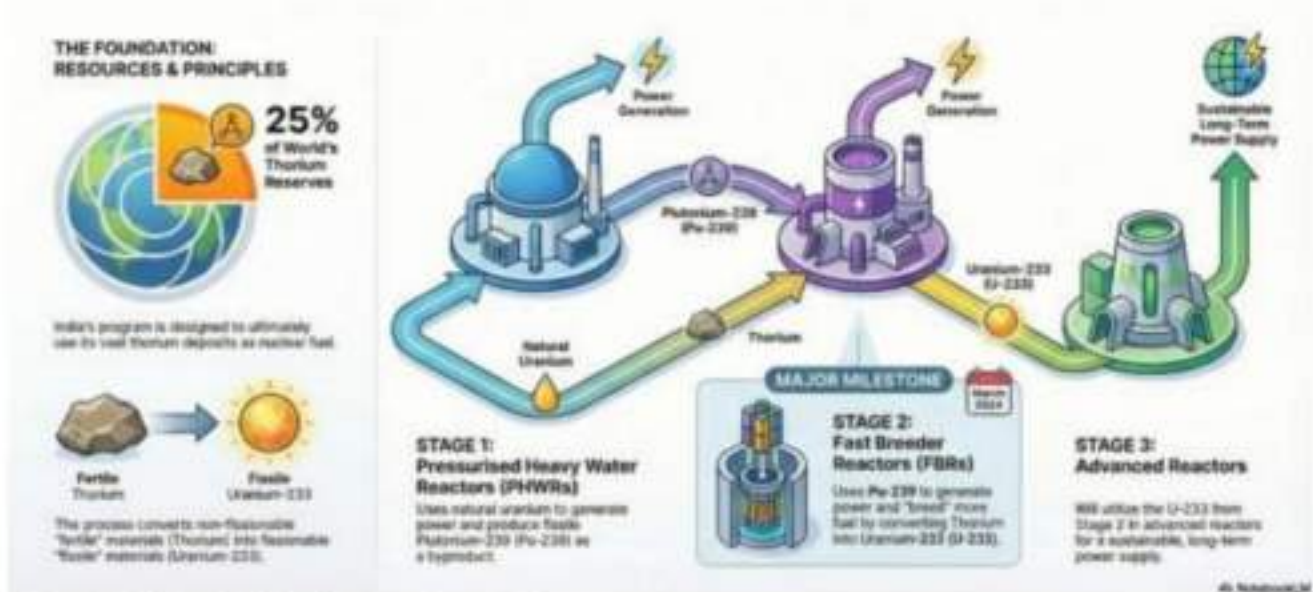 THE FOUNDATION:
RESOURCES & PRINCIPLES
25%
of World's
Thorium
Reserves
India's program is designed to ultimately
use its vast thorium deposits as nuclear fuel.
Fertile
Thorium
Fissile
Uranium-233
The process converts non-fissionable
"fertile" materials (Thorium) into fissionable
"fissile" materials (Uranium-233).
Power
Generation
Plutonium-239
(Pu-239)
Natural
Uranium
Thorium
Power
Generation
Uranium-233
(U-233)
Sustainable
Long-Term
Power Supply
STAGE 1:
Pressurised Heavy Water
Reactors (PHWRs)
Uses natural uranium to generate
power and produce fissile
Plutonium-239 (Pu-239) as
a byproduct.
MAJOR MILESTONE
March
2024
STAGE 2:
Fast Breeder
Reactors (FBRs)
Uses Pu-239 to generate
power and "breed" more
fuel by converting Thorium
into Uranium-233 (U-233).
STAGE 3:
Advanced Reactors
Will utilize the U-233 from
Stage 2 in advanced reactors
for a sustainable, long-term
power supply.
NotebookLM